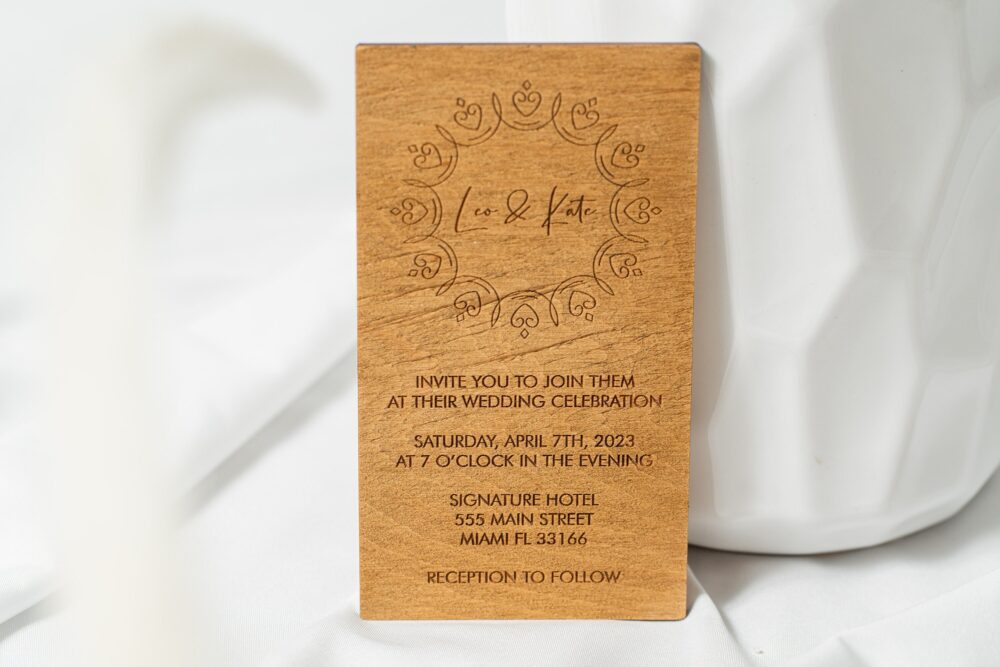 Leo & Kate
INVITE YOU TO JOIN THEM
AT THEIR WEDDING CELEBRATION
SATURDAY, APRIL 7TH, 2023
AT 7 O’CLOCK IN THE EVENING
SIGNATURE HOTEL
555 MAIN STREET
MIAMI FL 33166
RECEPTION TO FOLLOW